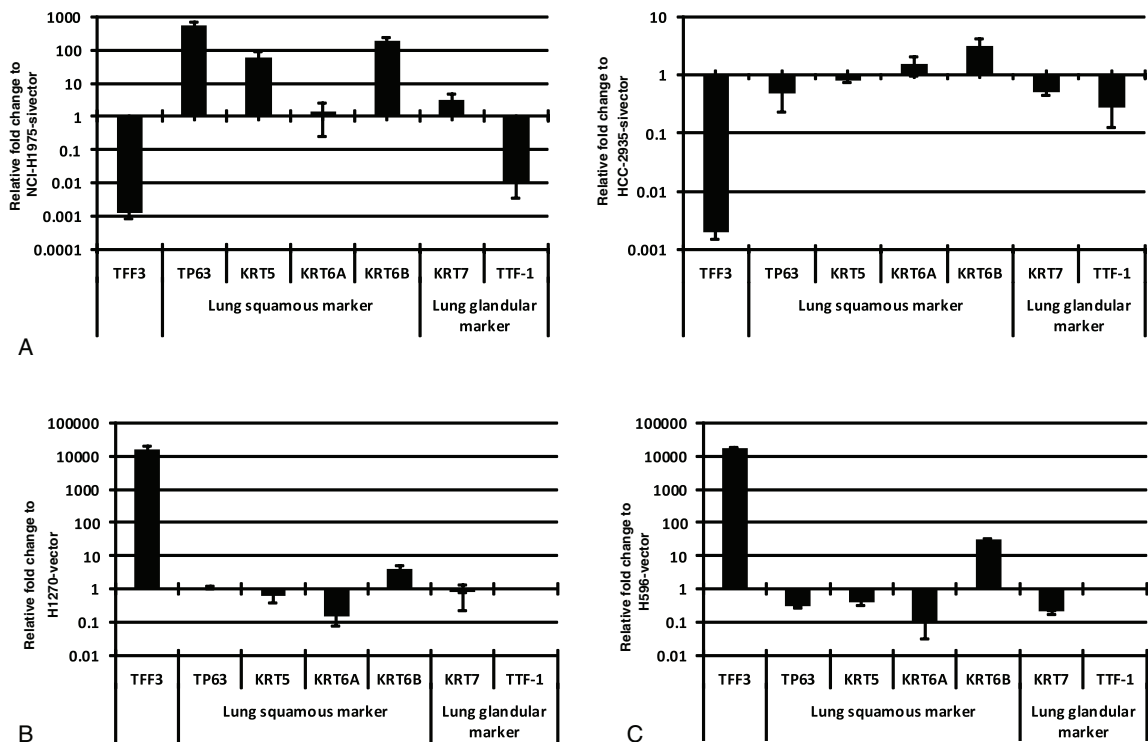 Relative fold change to
NCI-H1975-sivector
1000
100
10
1
0.1
0.01
0.001
0.0001
TFF3 TP63 KRT5 KRT6A KRT6B KRT7 TTF-1
Lung squamous marker
Lung glandular
marker
A
Relative fold change to
HCC-2935-sivector
10
1
0.1
0.01
0.001
TFF3 TP63 KRT5 KRT6A KRT6B KRT7 TTF-1
Lung squamous marker
Lung glandular
marker
Relative fold change to
H1270-vector
100000
10000
1000
100
10
1
0.1
0.01
TFF3 TP63 KRT5 KRT6A KRT6B KRT7 TTF-1
Lung squamous marker
Lung glandular
marker
B
Relative fold change to
H596-vector
100000
10000
1000
100
10
1
0.1
0.01
TFF3 TP63 KRT5 KRT6A KRT6B KRT7 TTF-1
Lung squamous marker
Lung glandular
marker
C